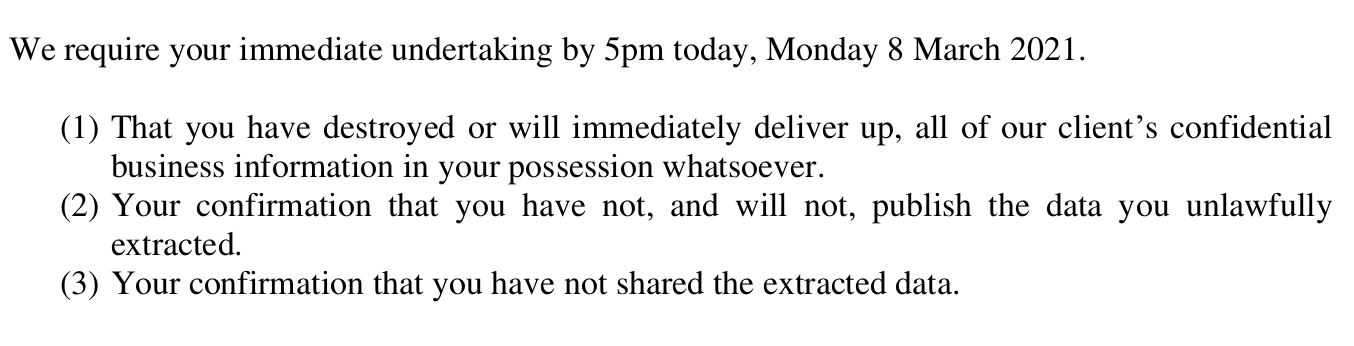 We require your immediate undertaking by 5pm today, Monday 8 March 2021.
(1) That you have destroyed or will immediately deliver up, all of our client’s confidential
business information in your possession whatsoever.
(2) Your confirmation that you have not, and will not, publish the data you unlawfully
extracted.
(3) Your confirmation that you have not shared the extracted data.